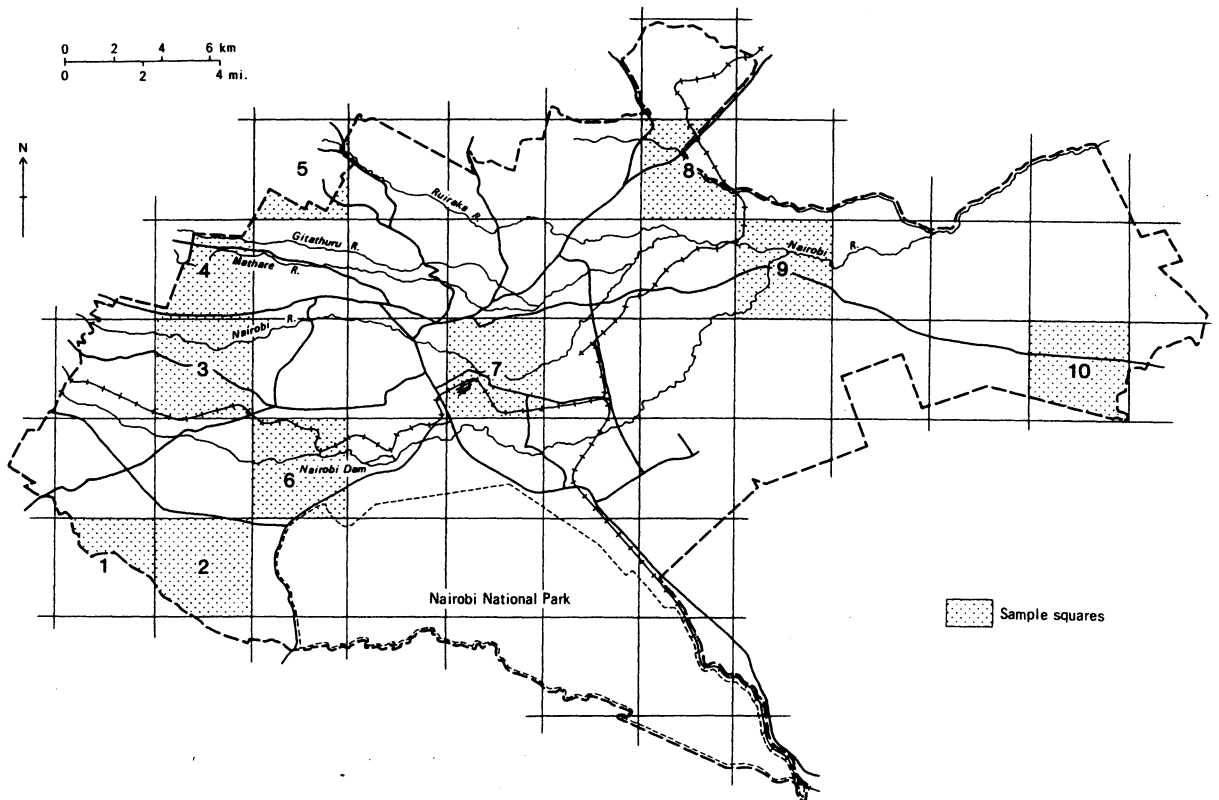 0 2 4 6 km
0 2 4 mi.
N
5
8
Ruiraka R.
Gitathuru R.
Nairobi R.
4
Mathare R.
9
Nairobi R.
3
7
10
Nairobi Dam
6
1
2
Nairobi National Park
Sample squares